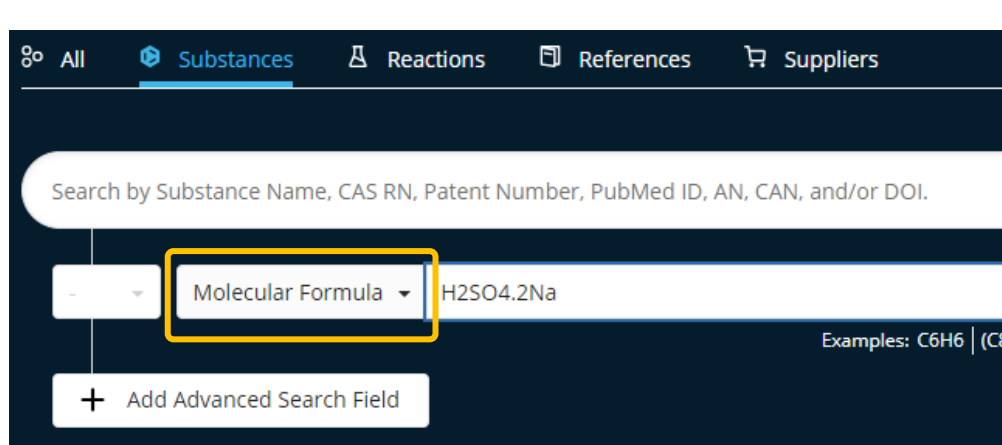 All Substances Reactions References Suppliers
Search by Substance Name, CAS RN, Patent Number, PubMed ID, AN, CAN, and/or DOI.
- Molecular Formula H2SO4.2Na
Examples: C6H6 | (C8
+ Add Advanced Search Field